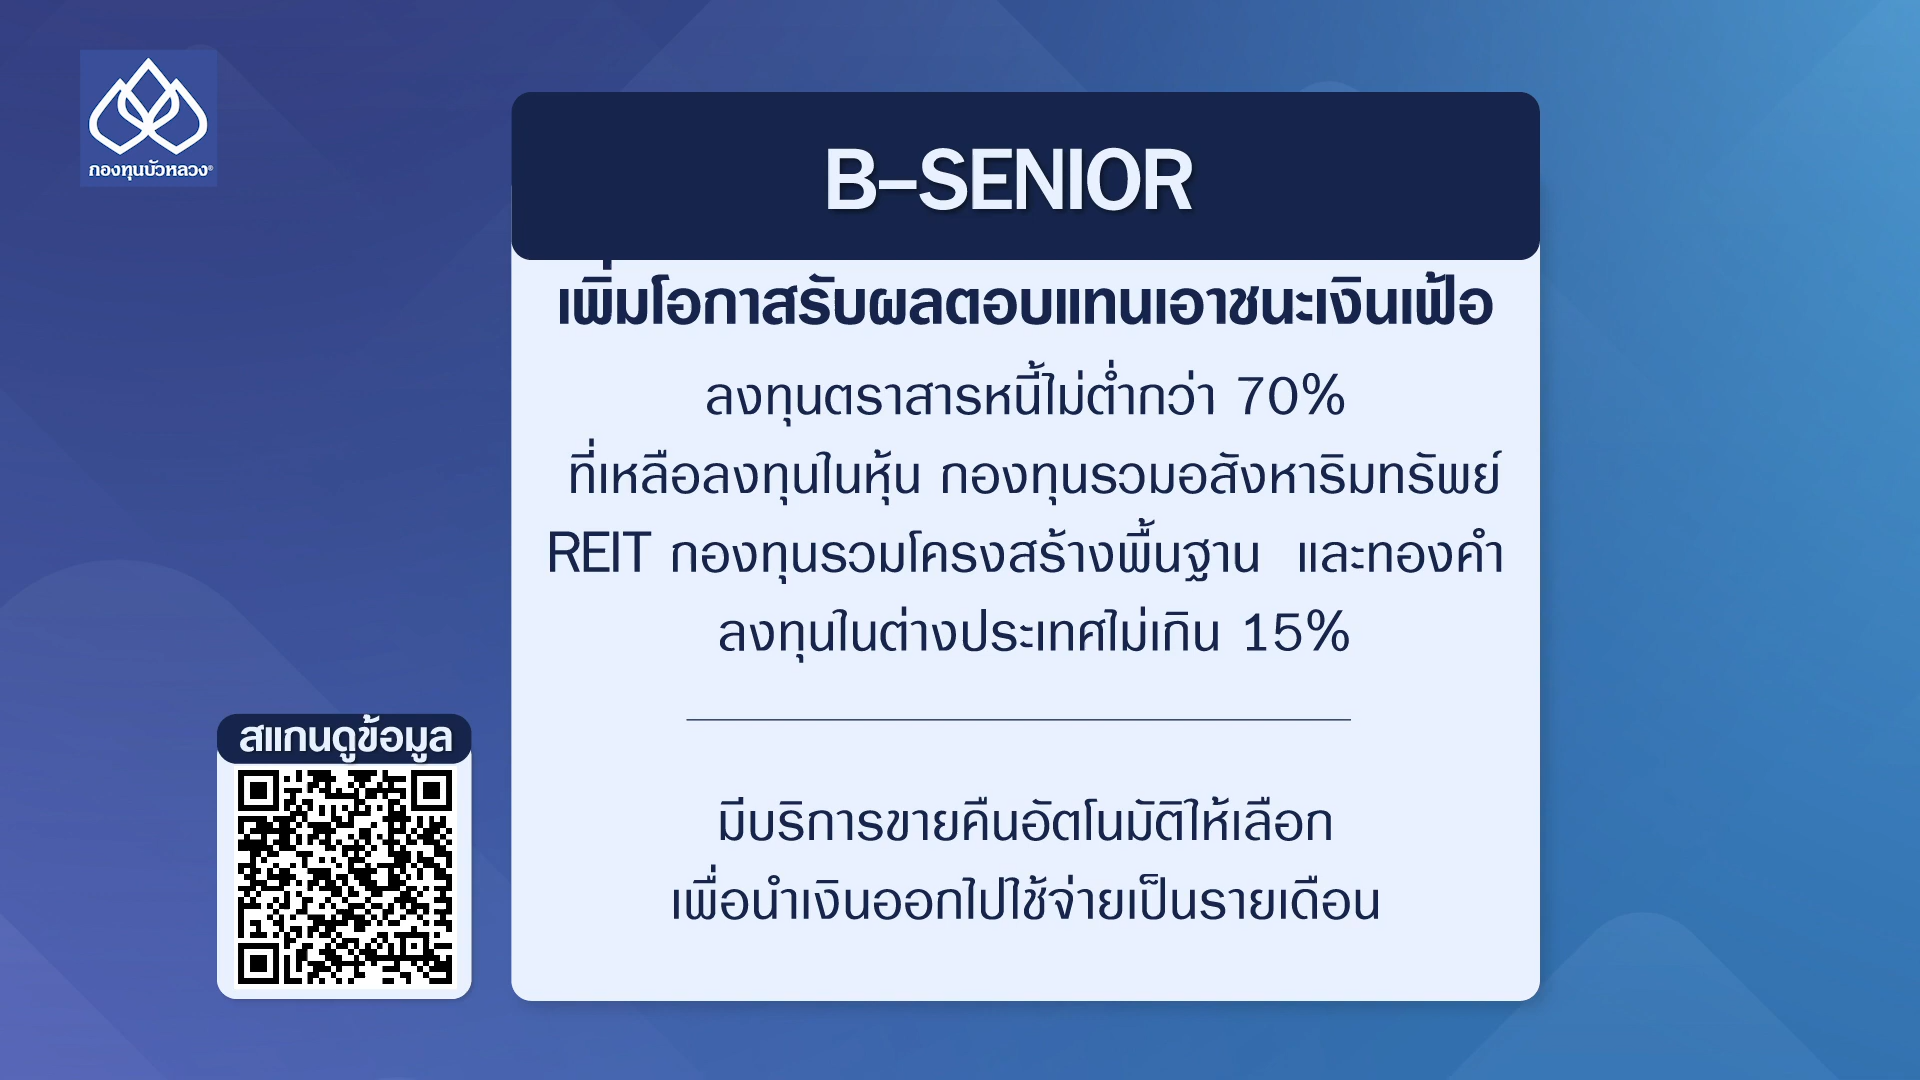 กองทุนบัวหลวง®
B-SENIOR
เพิ่มโอกาสรับผลตอบแทนเอาชนะเงินเฟ้อ
ลงทุนตราสารหนี้ไม่ต่ำกว่า 70%
ที่เหลือลงทุนในหุ้น กองทุนรวมอสังหาริมทรัพย์
REIT กองทุนรวมโครงสร้างพื้นฐาน และทองคำ
ลงทุนในต่างประเทศไม่เกิน 15%
มีบริการขายคืนอัตโนมัติให้เลือก
เพื่อนำเงินออกไปใช้จ่ายเป็นรายเดือน
สแกนดูข้อมูล